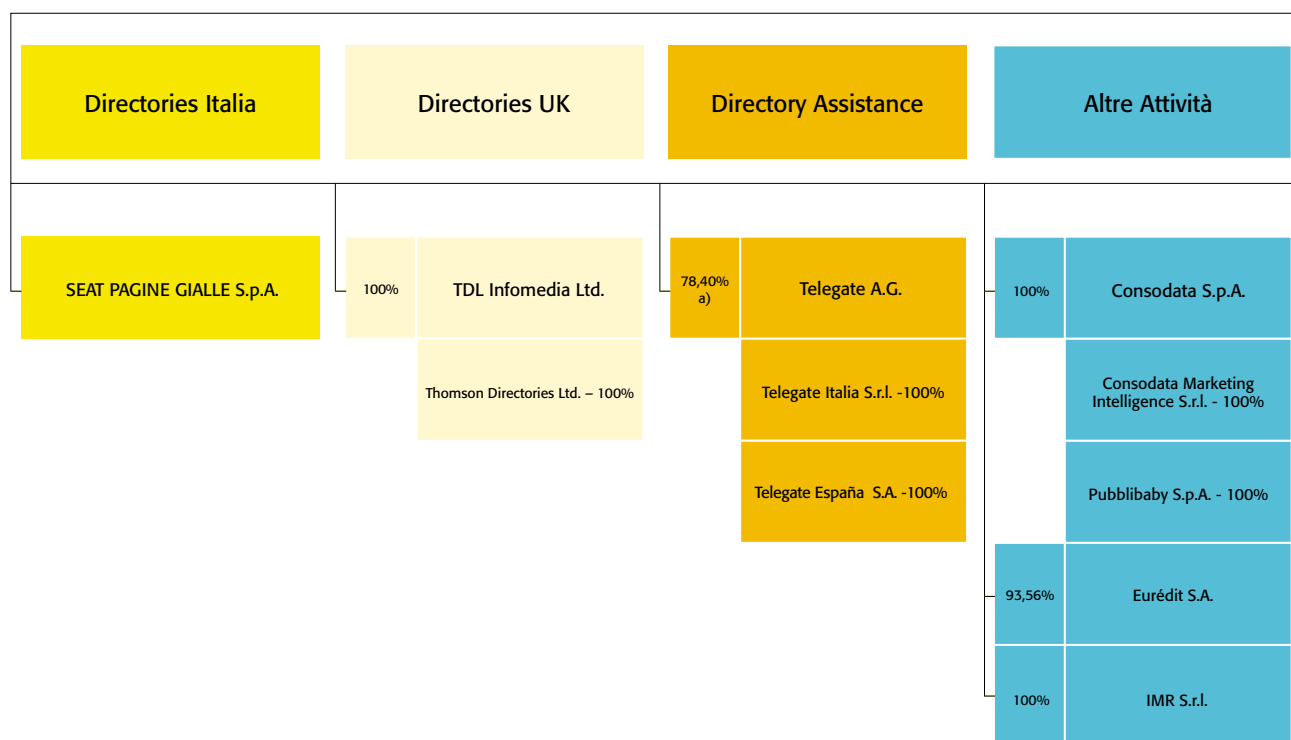 Directories Italia
Directories UK
Directory Assistance
Altre Attività
SEAT PAGINE GIALLE S.p.A.
100%
TDL Infomedia Ltd.
Thomson Directories Ltd. – 100%
78,40%
a)
Telegate A.G.
Telegate Italia S.r.l. -100%
Telegate España S.A. -100%
100%
Consodata S.p.A.
Consodata Marketing
Intelligence S.r.l. - 100%
Pubblibaby S.p.A. - 100%
93,56%
Eurédit S.A.
100%
IMR S.r.l.